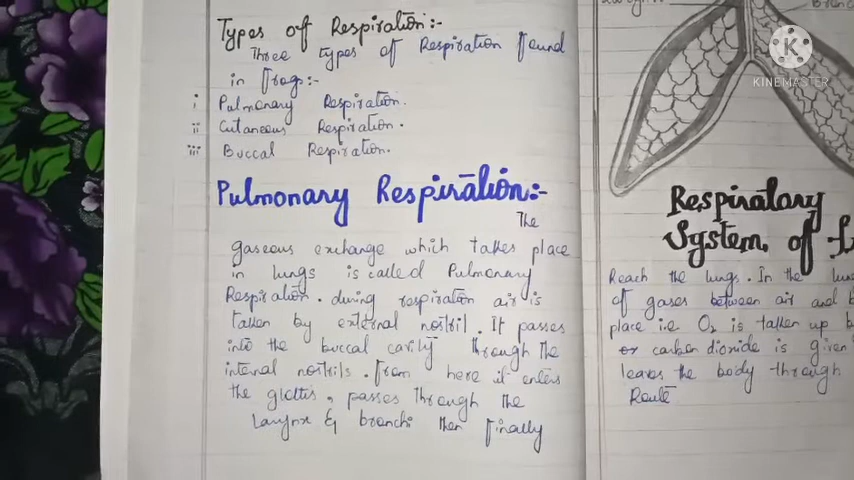 Types of Respiration:-
Three types of Respiration found
in frog:-
i Pulmonary Respiration.
ii Cutaneous Respiration.
iii Buccal Respiration.
Pulmonary Respiration:-
The
gaseous exchange which takes place
in lungs is called Pulmonary
Respiration. during respiration air is
taken by external nostril. It passes
into the buccal cavity through the
internal nostrils. From here it enters
the glottis, passes through the
Larynx & bronchi then finally
K
KINEMASTER
Respiratory
System of
Reach the lungs. In the
of gases between air and
place i.e O2 is taken up
or carbon dioxide is given
leaves the body through
Route